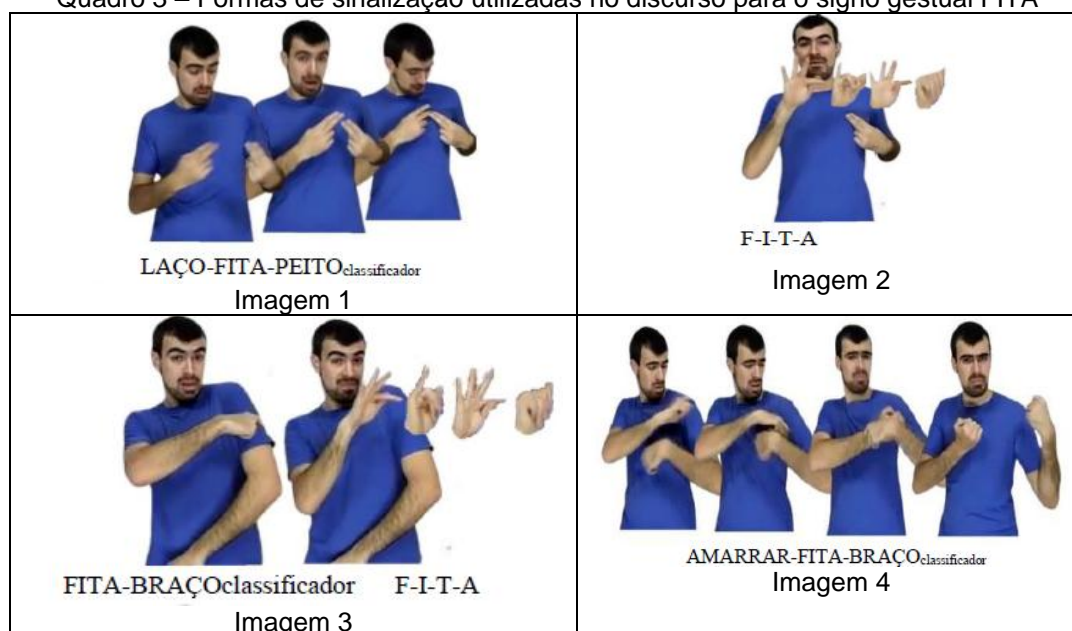 Quadro 3 – Formas de sinalização utilizadas no discurso para o signo gestual FITA
LAÇO-FITA-PEITOclassificador
Imagem 1
F-I-T-A
Imagem 2
FITA-BRAÇOclassificador F-I-T-A
Imagem 3
AMARRAR-FITA-BRAÇOclassificador
Imagem 4